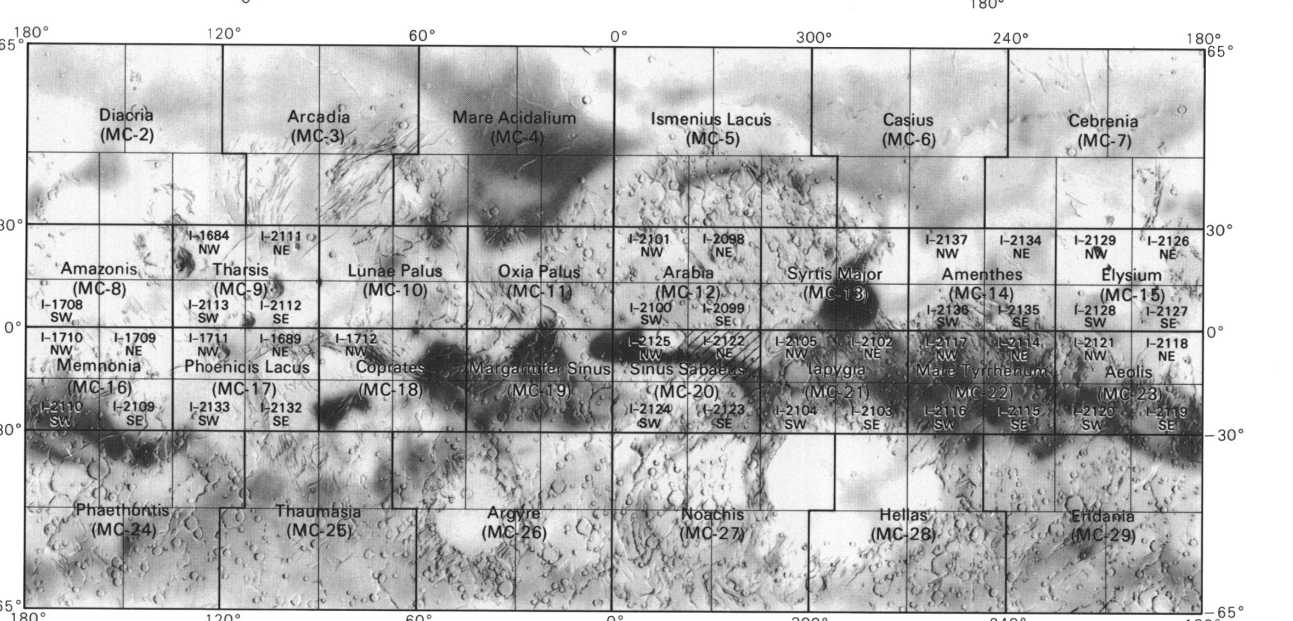 180°
180° 120° 60° 0° 300° 240° 180°
65° 65°
Diacria Arcadia Mare Acidalium Ismenius Lacus Casius Cebrenia
(MC-2) (MC-3) (MC-4) (MC-5) (MC-6) (MC-7)
30° 30°
I-1684 I-2111 I-2101 I-2098 I-2137 I-2134 I-2129 I-2126
NW NE NW NE NW NE NW NE
Amazonis Tharsis Lunae Palus Oxia Palus Arabia Syrtis Major Amenthes Elysium
(MC-8) (MC-9) (MC-10) (MC-11) (MC-12) (MC-13) (MC-14) (MC-15)
I-1708 I-2113 I-2112 I-2100 I-2099 I-2136 I-2135 I-2128 I-2127
SW SW SE SW SE SW SE SW SE
0° 0°
I-1710 I-1709 I-1711 I-1689 I-1712 I-2125 I-2122 I-2105 I-2102 I-2117 I-2114 I-2121 I-2118
NW NE NW NE NW NW NE NW NE NW NE NW NE
Memnonia Phoenicis Lacus Coprates Margaritifer Sinus Sinus Sabaeus Iapygia Mare Tyrrhenum Aeolis
(MC-16) (MC-17) (MC-18) (MC-19) (MC-20) (MC-21) (MC-22) (MC-23)
I-2110 I-2109 I-2133 I-2132 I-2124 I-2123 I-2104 I-2103 I-2116 I-2115 I-2120 I-2119
SW SE SW SE SW SE SW SE SW SE SW SE
30° -30°
Phaethontis Thaumasia Argyre Noachis Hellas Eridania
(MC-24) (MC-25) (MC-26) (MC-27) (MC-28) (MC-29)
65° -65°
180° 120° 60° 0° 300° 240° 180°